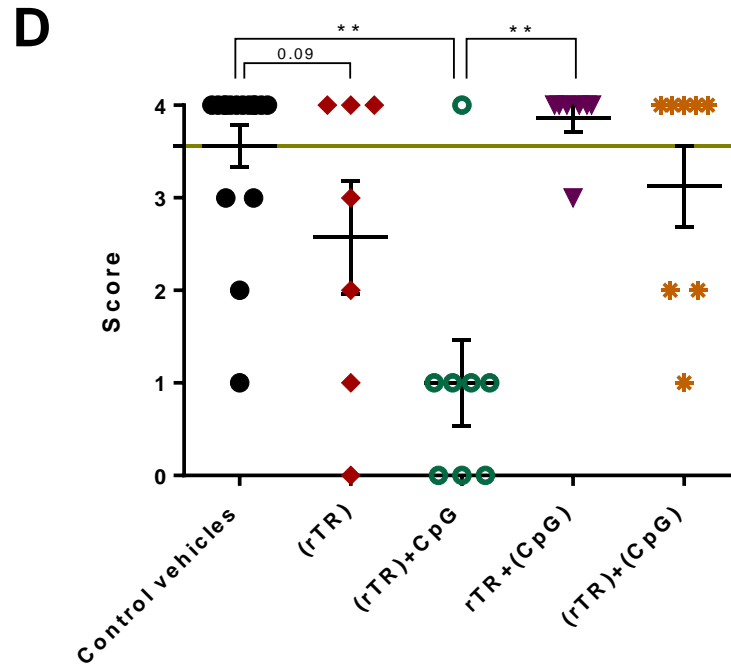 D
** **
0.09
4
3
2
1
0
Score
Control vehicles
(rTR)
(rTR)+CpG
rTR+(CpG)
(rTR)+(CpG)